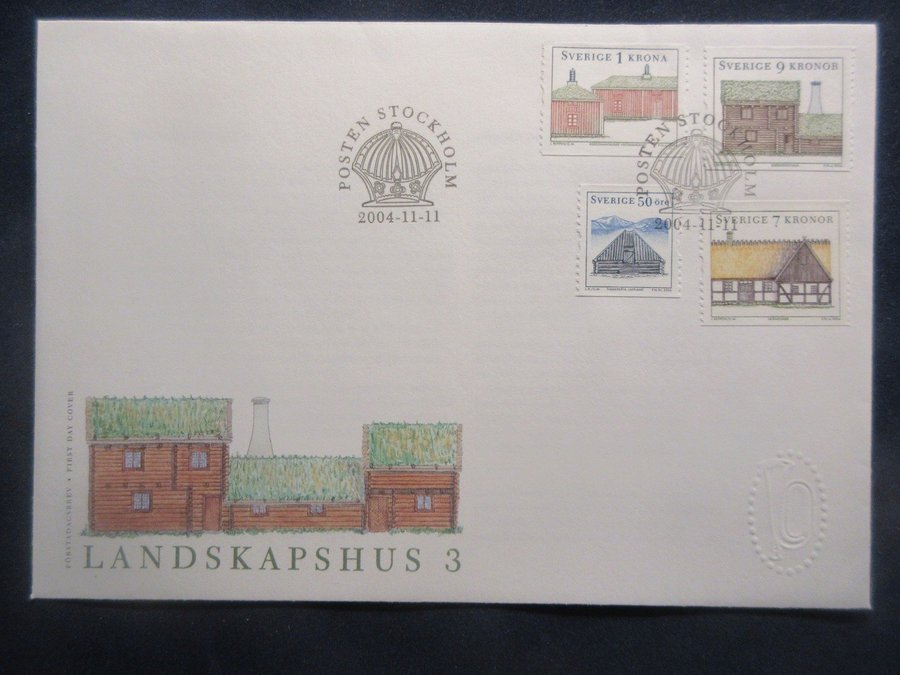 POSTEN STOCKHOLM
2004-11-11
SVERIGE 1 KRONA
SVERIGE 9 KRONOR
POSTEN STOCKHOLM
2004-11-11
SVERIGE 50 öre
SVERIGE 7 KRONOR
FÖRSTADAGSBREV • FIRST DAY COVER
LANDSKAPSHUS 3